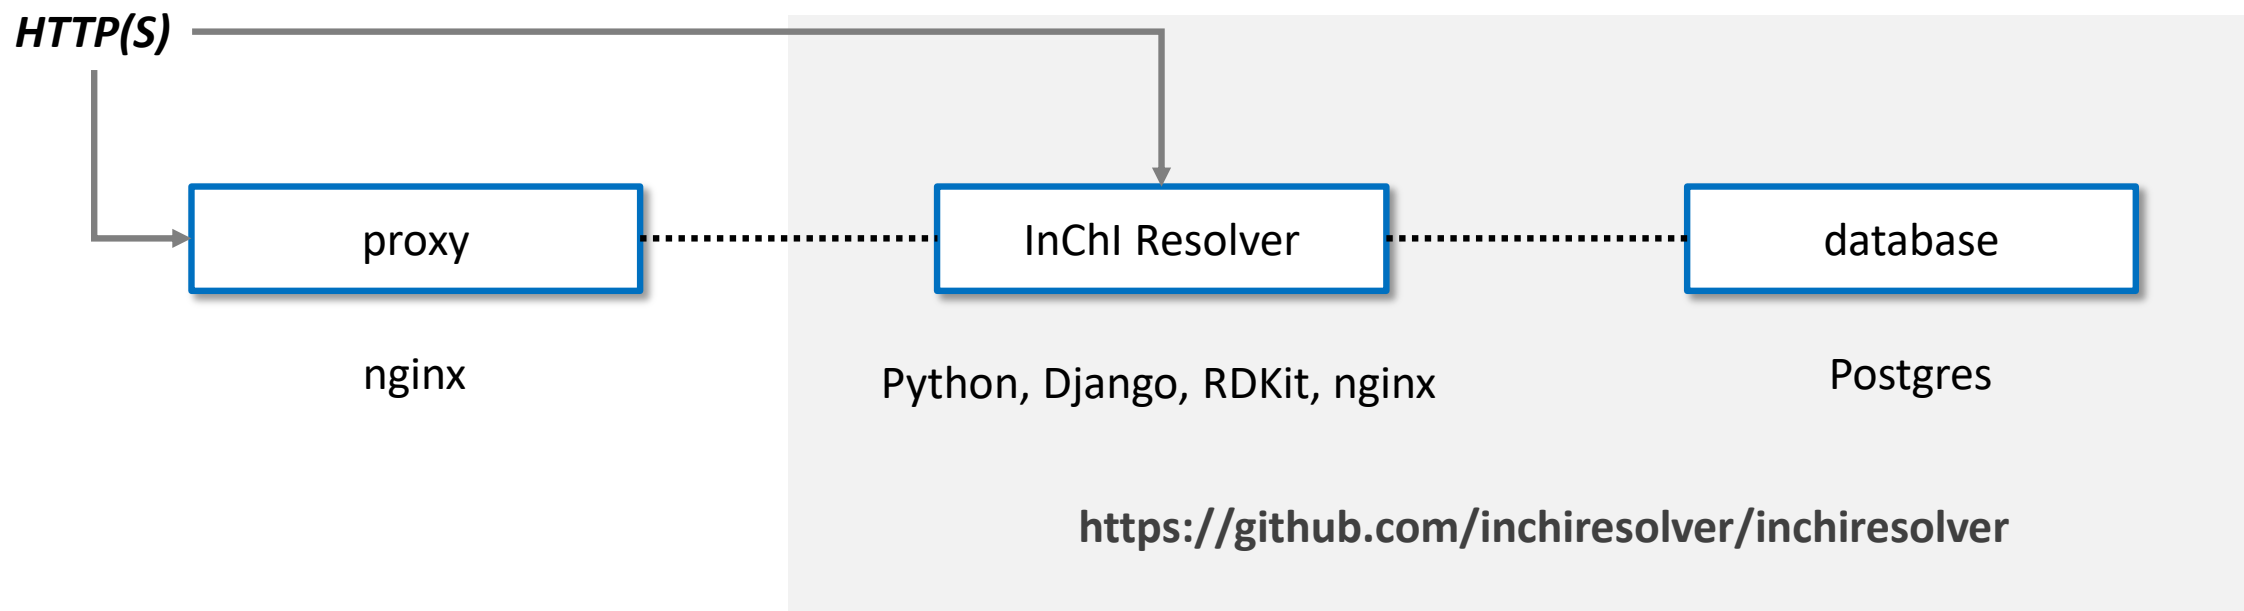 HTTP(S)
proxy
InChI Resolver
database
nginx
Python, Django, RDKit, nginx
Postgres
https://github.com/inchiresolver/inchiresolver